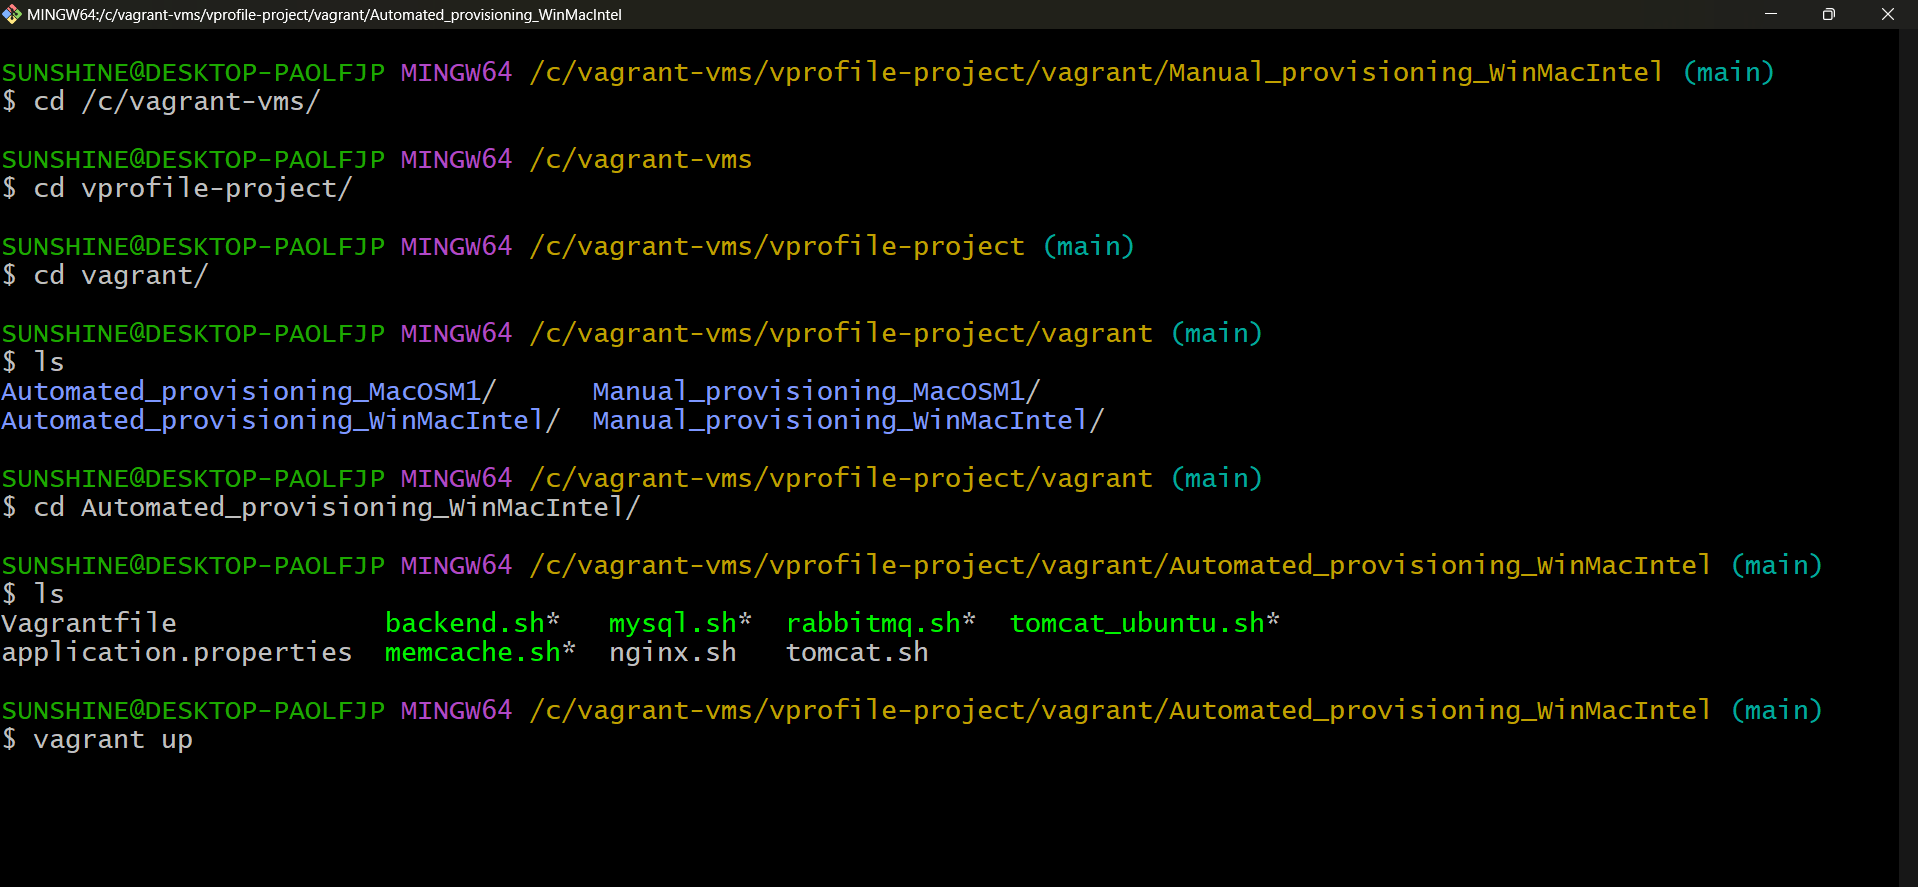 MINGW64:/c/vagrant-vms/vprofile-project/vagrant/Automated_provisioning_WinMacIntel
SUNSHINE@DESKTOP-PAOLFJP MINGW64 /c/vagrant-vms/vprofile-project/vagrant/Manual_provisioning_WinMacIntel (main)
$ cd /c/vagrant-vms/
SUNSHINE@DESKTOP-PAOLFJP MINGW64 /c/vagrant-vms
$ cd vprofile-project/
SUNSHINE@DESKTOP-PAOLFJP MINGW64 /c/vagrant-vms/vprofile-project (main)
$ cd vagrant/
SUNSHINE@DESKTOP-PAOLFJP MINGW64 /c/vagrant-vms/vprofile-project/vagrant (main)
$ ls
Automated_provisioning_MacOSM1/      Manual_provisioning_MacOSM1/
Automated_provisioning_WinMacIntel/  Manual_provisioning_WinMacIntel/
SUNSHINE@DESKTOP-PAOLFJP MINGW64 /c/vagrant-vms/vprofile-project/vagrant (main)
$ cd Automated_provisioning_WinMacIntel/
SUNSHINE@DESKTOP-PAOLFJP MINGW64 /c/vagrant-vms/vprofile-project/vagrant/Automated_provisioning_WinMacIntel (main)
$ ls
Vagrantfile             backend.sh*   mysql.sh*  rabbitmq.sh*  tomcat_ubuntu.sh*
application.properties  memcache.sh*  nginx.sh   tomcat.sh
SUNSHINE@DESKTOP-PAOLFJP MINGW64 /c/vagrant-vms/vprofile-project/vagrant/Automated_provisioning_WinMacIntel (main)
$ vagrant up